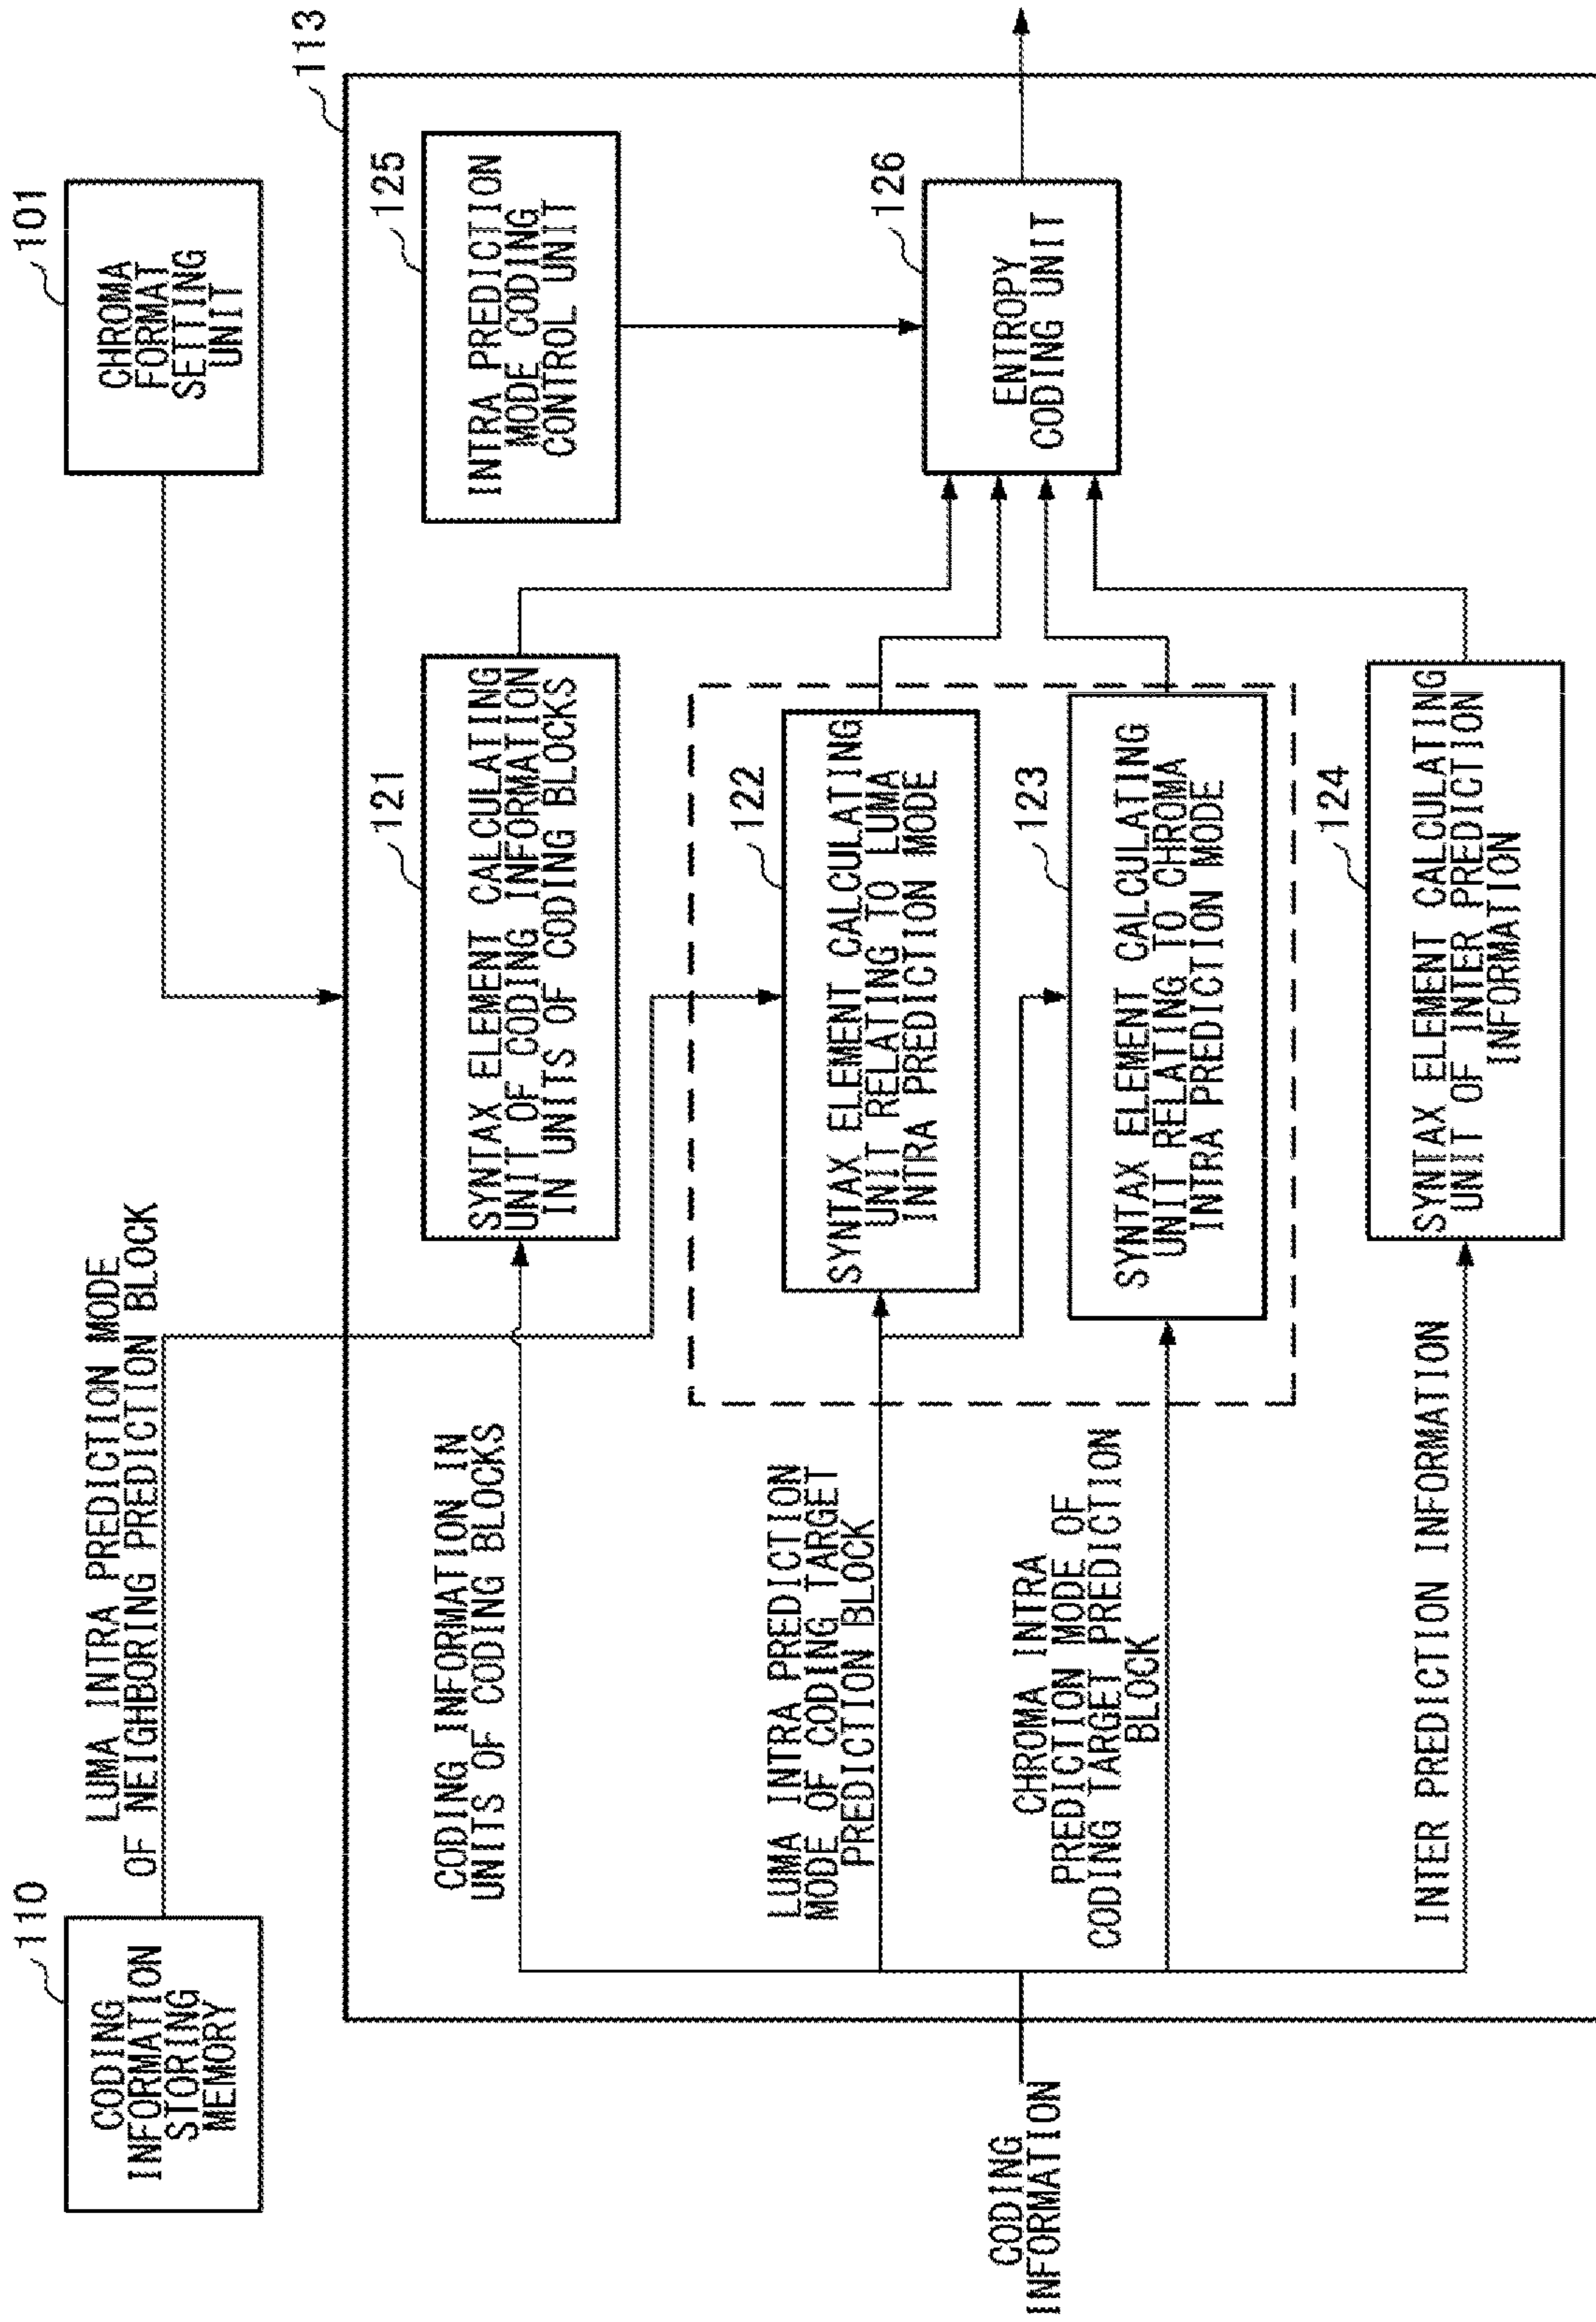 110
CODING
INFORMATION
STORING
MEMORY
LUMA INTRA PREDICTION MODE
OF NEIGHBORING PREDICTION BLOCK
101
CHROMA
FORMAT
SETTING
UNIT
113
CODING INFORMATION IN
UNITS OF CODING BLOCKS
121
SYNTAX ELEMENT CALCULATING
UNIT OF CODING INFORMATION
IN UNITS OF CODING BLOCKS
125
INTRA PREDICTION
MODE CODING
CONTROL UNIT
LUMA INTRA PREDICTION
MODE OF CODING TARGET
PREDICTION BLOCK
122
SYNTAX ELEMENT CALCULATING
UNIT RELATING TO LUMA
INTRA PREDICTION MODE
126
ENTROPY
CODING UNIT
CODING
INFORMATION
CHROMA INTRA
PREDICTION MODE OF
CODING TARGET PREDICTION
BLOCK
123
SYNTAX ELEMENT CALCULATING
UNIT RELATING TO CHROMA
INTRA PREDICTION MODE
INTER PREDICTION INFORMATION
124
SYNTAX ELEMENT CALCULATING
UNIT OF INTER PREDICTION
INFORMATION